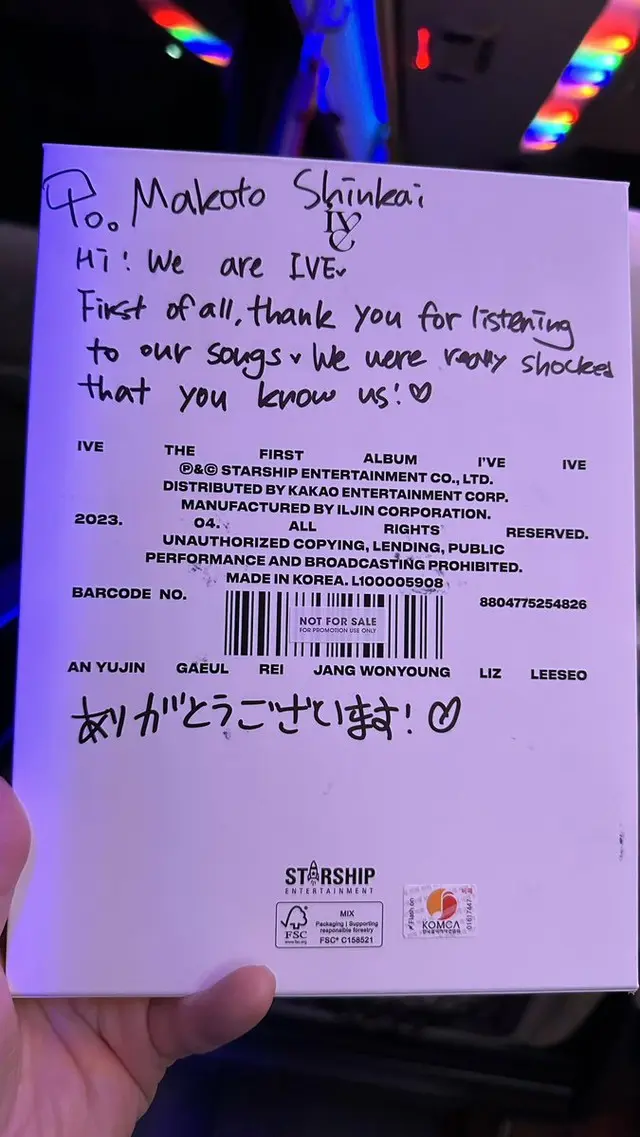 To. Makoto Shinkai
IVE
Hi! We are IVE♥
First of all, thank you for listening
to our songs ♥ We were really shocked
that you know us! ♡
IVE THE FIRST ALBUM I'VE IVE
℗&© STARSHIP ENTERTAINMENT CO., LTD.
DISTRIBUTED BY KAKAO ENTERTAINMENT CORP.
MANUFACTURED BY ILJIN CORPORATION.
2023. 04. ALL RIGHTS RESERVED.
UNAUTHORIZED COPYING, LENDING, PUBLIC
PERFORMANCE AND BROADCASTING PROHIBITED.
MADE IN KOREA. L100005908
BARCODE NO. 8804775254826
NOT FOR SALE
FOR PROMOTION USE ONLY
AN YUJIN GAEUL REI JANG WONYOUNG LIZ LEESEO
ありがとうございます! ♡
STARSHIP
ENTERTAINMENT
FSC
www.fsc.org
MIX
Packaging | Supporting
responsible forestry
FSC® C158521
Flash on
KOMCA